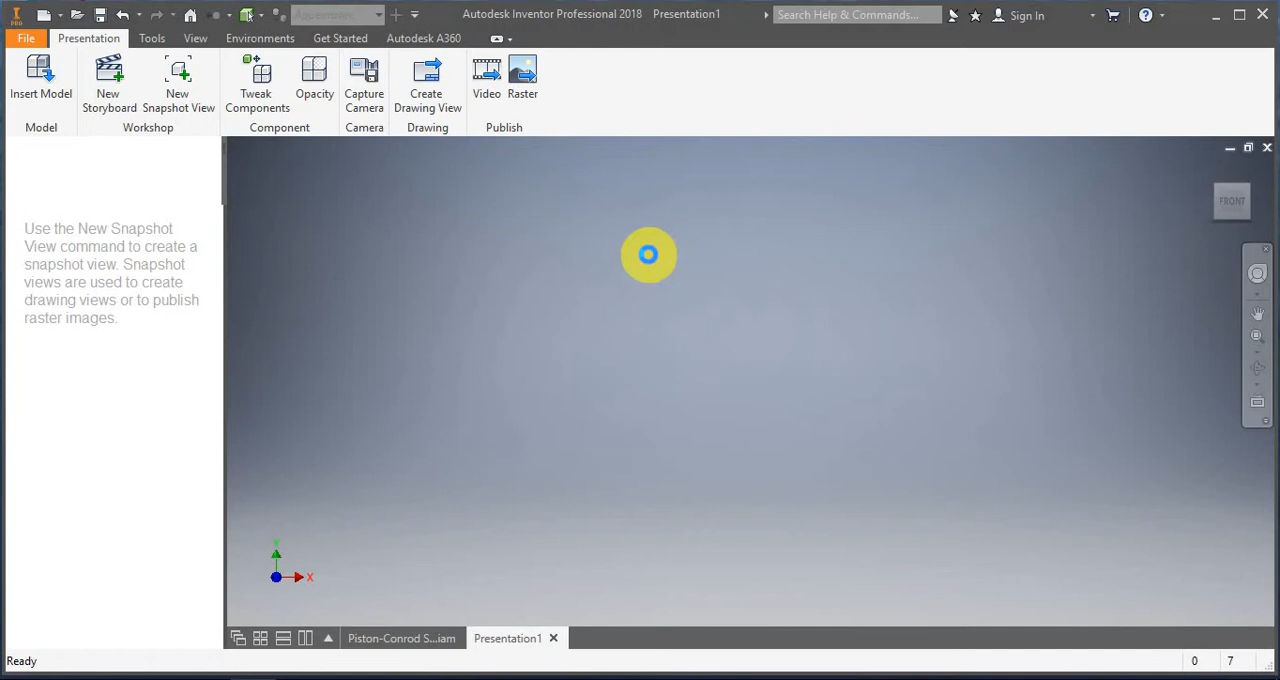 PRO
Appearance
Autodesk Inventor Professional 2018 Presentation1
Search Help & Commands...
Sign In
File Presentation Tools View Environments Get Started Autodesk A360
Insert Model
New Storyboard
New Snapshot View
Tweak Components
Opacity
Capture Camera
Create Drawing View
Video
Raster
Model Workshop Component Camera Drawing Publish
FRONT
Use the New Snapshot
View command to create a
snapshot view. Snapshot
views are used to create
drawing views or to publish
raster images.
Y
X
Piston-Conrod S...iam Presentation1
Ready 0 7